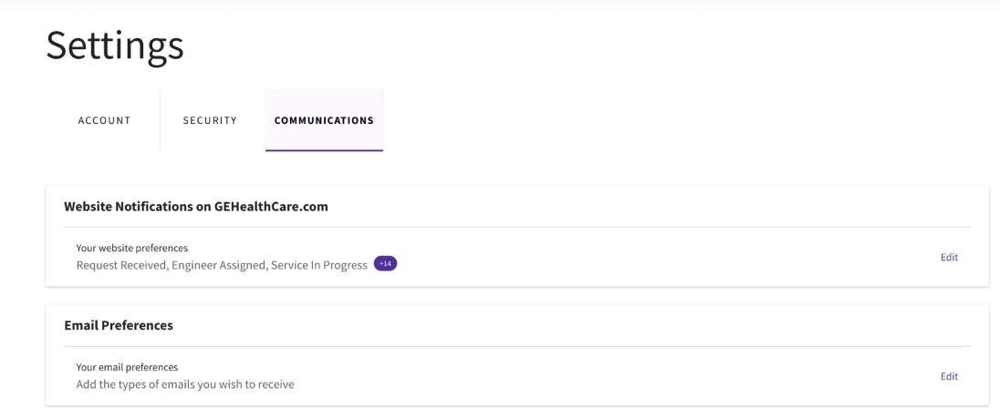 Settings
ACCOUNT
SECURITY
COMMUNICATIONS
Website Notifications on GEHealthCare.com
Your website preferences
Request Received, Engineer Assigned, Service In Progress +14
Edit
Email Preferences
Your email preferences
Add the types of emails you wish to receive
Edit